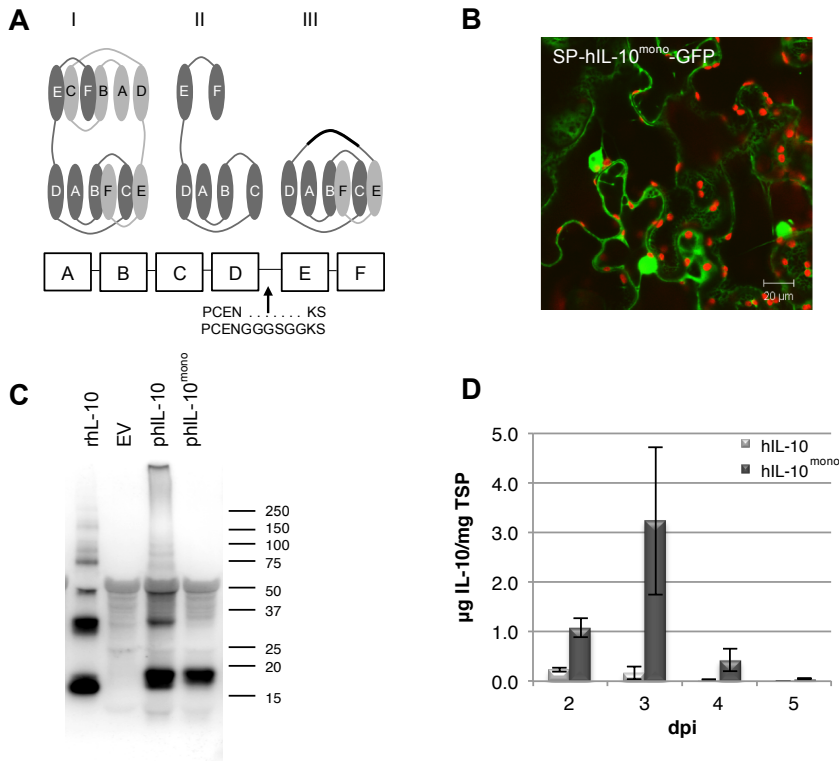 A
I II III
E C F B A D
E F
D A B F C E
D A B C
D A B F C E
A B C D E F
PCEN . . . . . . . KS
PCENGGGSGGKS
B
SP-hIL-10mono-GFP
20 µm
C
rhL-10
EV
phIL-10
phIL-10mono
250
150
100
75
50
37
25
20
15
D
hIL-10
hIL-10mono
µg IL-10/mg TSP
5.0
4.0
3.0
2.0
1.0
0.0
2 3 4 5
dpi